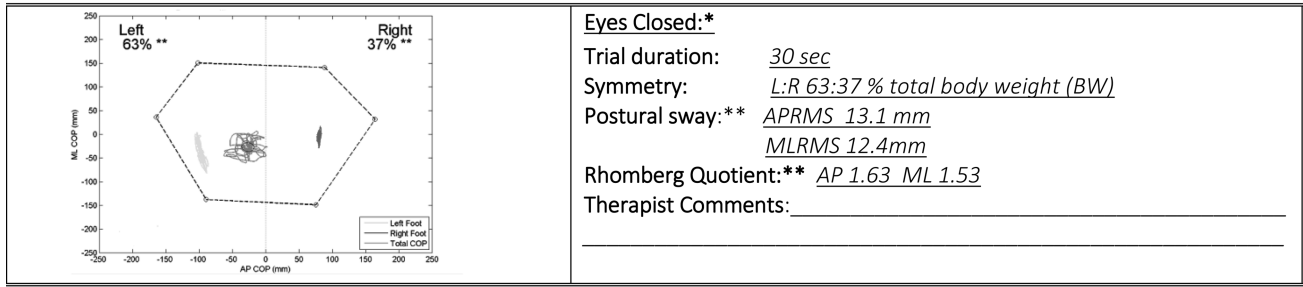 Left
63% **
Right
37% **
250
200
150
100
50
0
-50
-100
-150
-200
-250
-250 -200 -150 -100 -50 0 50 100 150 200 250
ML COP (mm)
AP COP (mm)
Left Foot
Right Foot
Total COP
Eyes Closed:*
Trial duration: 30 sec
Symmetry: L:R 63:37 % total body weight (BW)
Postural sway:** APRMS 13.1 mm
MLRMS 12.4mm
Rhomberg Quotient:** AP 1.63 ML 1.53
Therapist Comments: